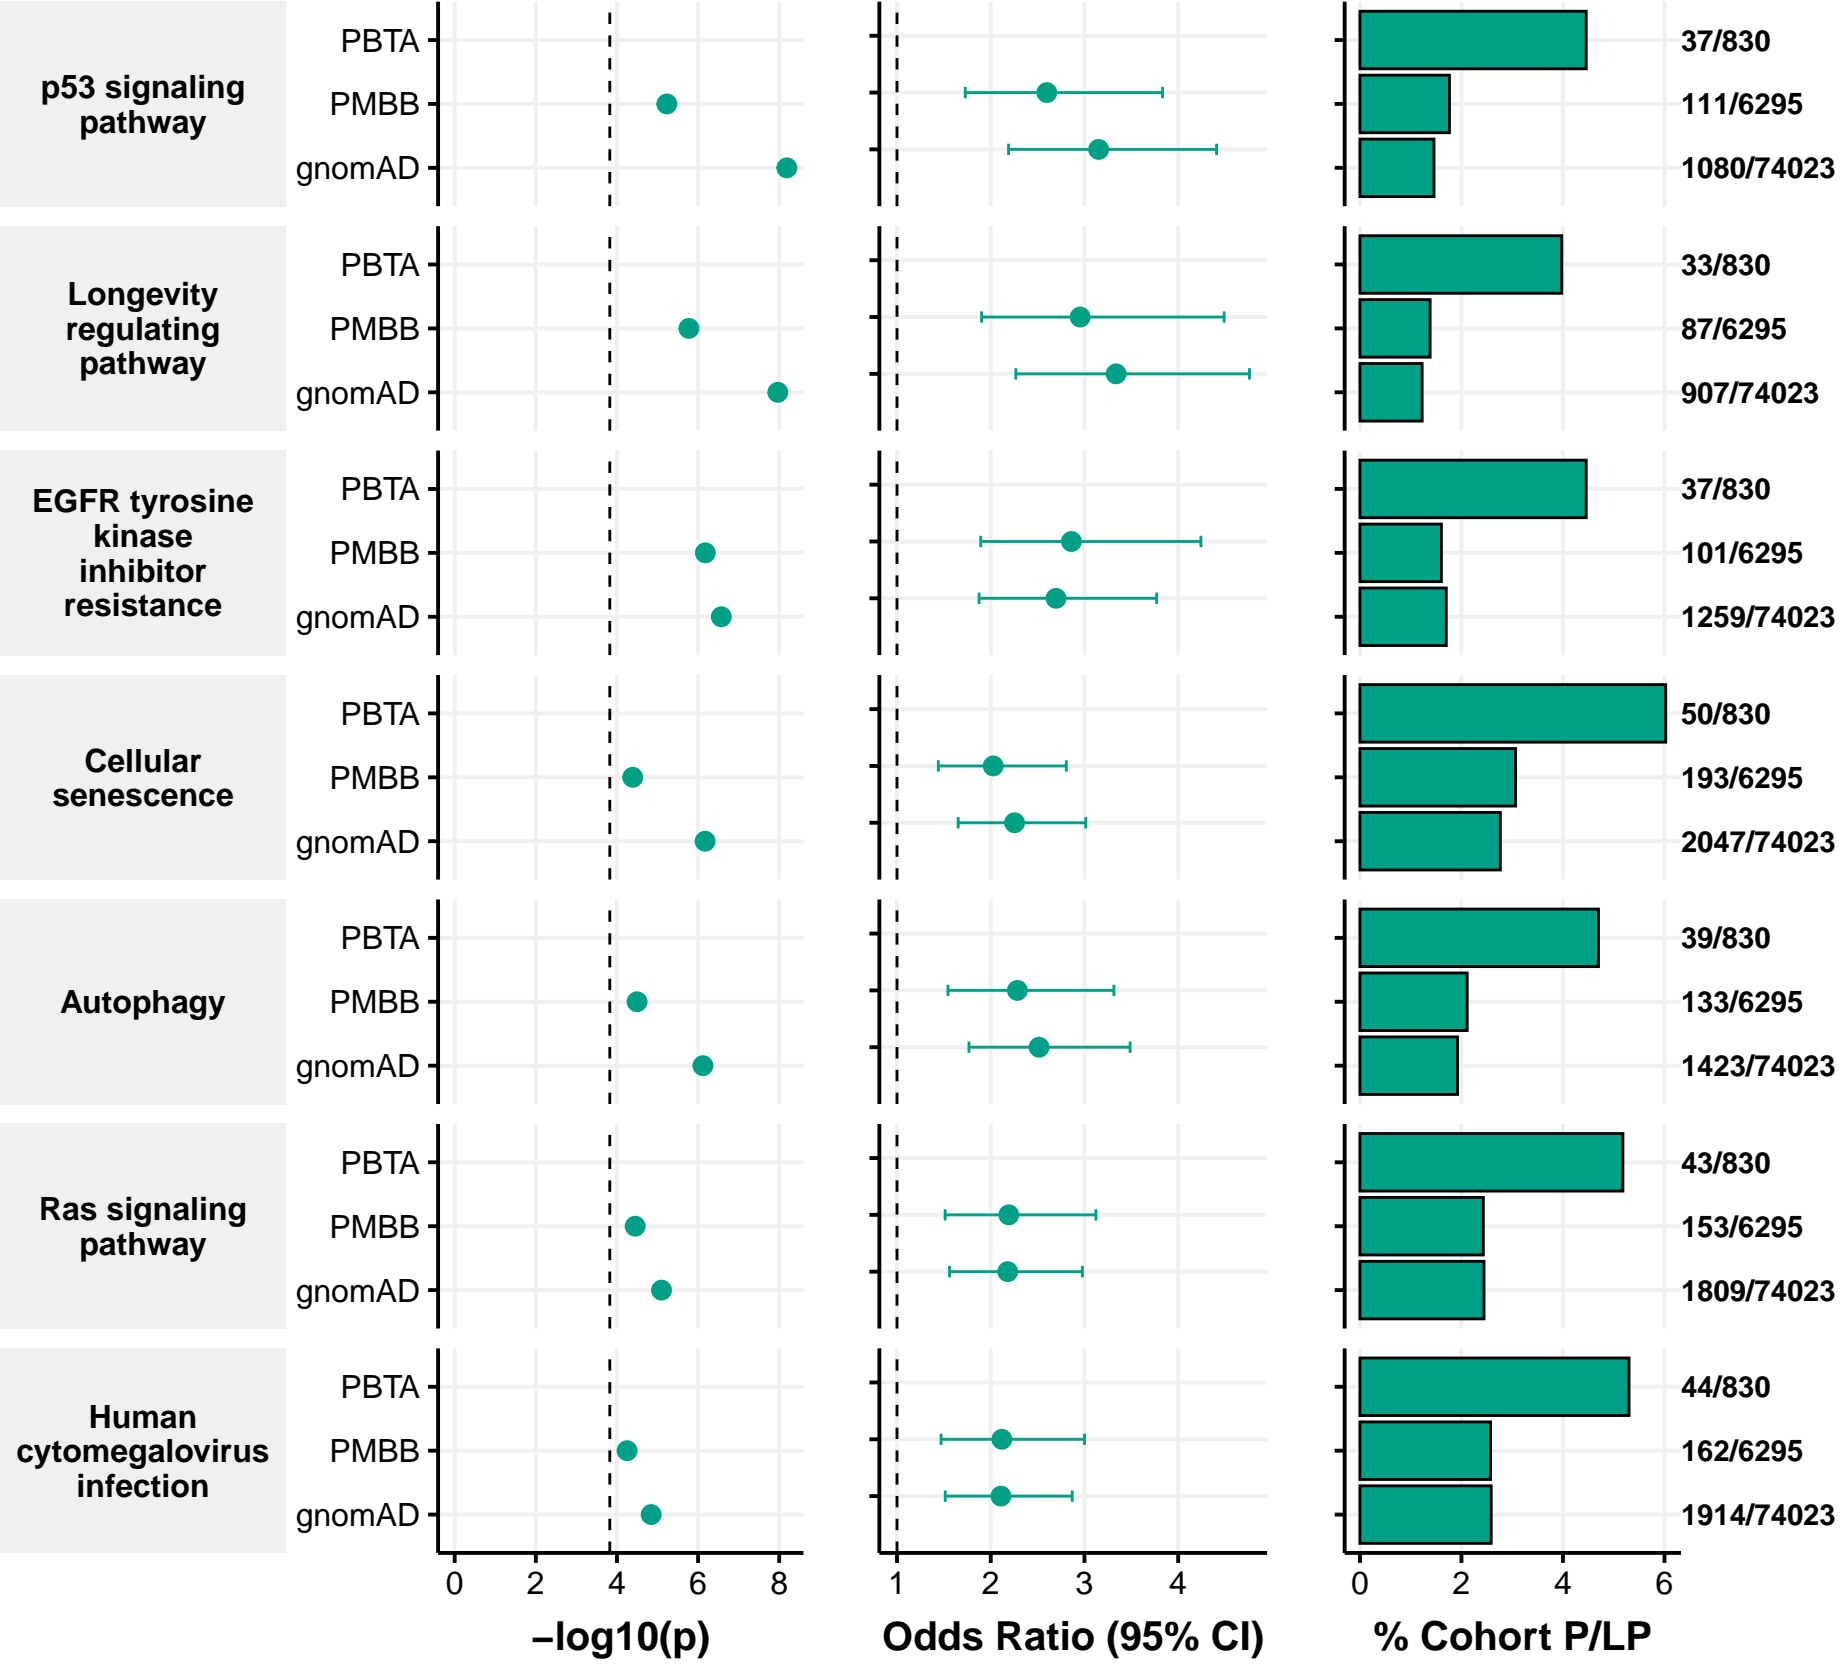 p53 signaling
pathway
PBTA
PMBB
gnomAD
37/830
111/6295
1080/74023
Longevity
regulating
pathway
PBTA
PMBB
gnomAD
33/830
87/6295
907/74023
EGFR tyrosine
kinase
inhibitor
resistance
PBTA
PMBB
gnomAD
37/830
101/6295
1259/74023
Cellular
senescence
PBTA
PMBB
gnomAD
50/830
193/6295
2047/74023
Autophagy
PBTA
PMBB
gnomAD
39/830
133/6295
1423/74023
Ras signaling
pathway
PBTA
PMBB
gnomAD
43/830
153/6295
1809/74023
Human
cytomegalovirus
infection
PBTA
PMBB
gnomAD
44/830
162/6295
1914/74023
0 2 4 6 8
−log10(p)
1 2 3 4
Odds Ratio (95% CI)
0 2 4 6
% Cohort P/LP